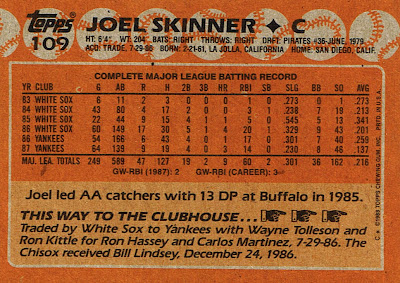 topps
109 JOEL SKINNER ✦ C
HT: 6'4" WT: 204 BATS: RIGHT THROWS: RIGHT DRFT: PIRATES #36-JUNE, 1979
ACQ: TRADE, 7-29-86 BORN: 2-21-61, LA JOLLA, CALIFORNIA HOME: SAN DIEGO, CALIF.
COMPLETE MAJOR LEAGUE BATTING RECORD
YR CLUB G AB R H 2B 3B HR RBI SB SLG BB SO AVG
83 WHITE SOX 6 11 2 3 0 0 0 1 0 .273 0 1 .273
84 WHITE SOX 43 80 4 17 2 0 0 3 1 .238 7 19 .213
85 WHITE SOX 22 44 9 15 4 1 1 5 0 .545 5 13 .341
86 WHITE SOX 60 149 17 30 5 1 4 20 1 .329 9 43 .201
86 YANKEES 54 166 6 43 4 0 1 17 0 .301 7 40 .259
87 YANKEES 64 139 9 19 4 0 3 14 0 .230 8 46 .137
MAJ. LEA. TOTALS 249 589 47 127 19 2 9 60 2 .301 36 162 .216
GW-RBI (1987): 2 GW-RBI (CAREER): 3
Joel led AA catchers with 13 DP at Buffalo in 1985.
THIS WAY TO THE CLUBHOUSE...
Traded by White Sox to Yankees with Wayne Tolleson and
Ron Kittle for Ron Hassey and Carlos Martinez, 7-29-86. The
Chisox received Bill Lindsey, December 24, 1986.
© 1988 TOPPS CHEWING GUM, INC. PRTD. IN U.S.A.